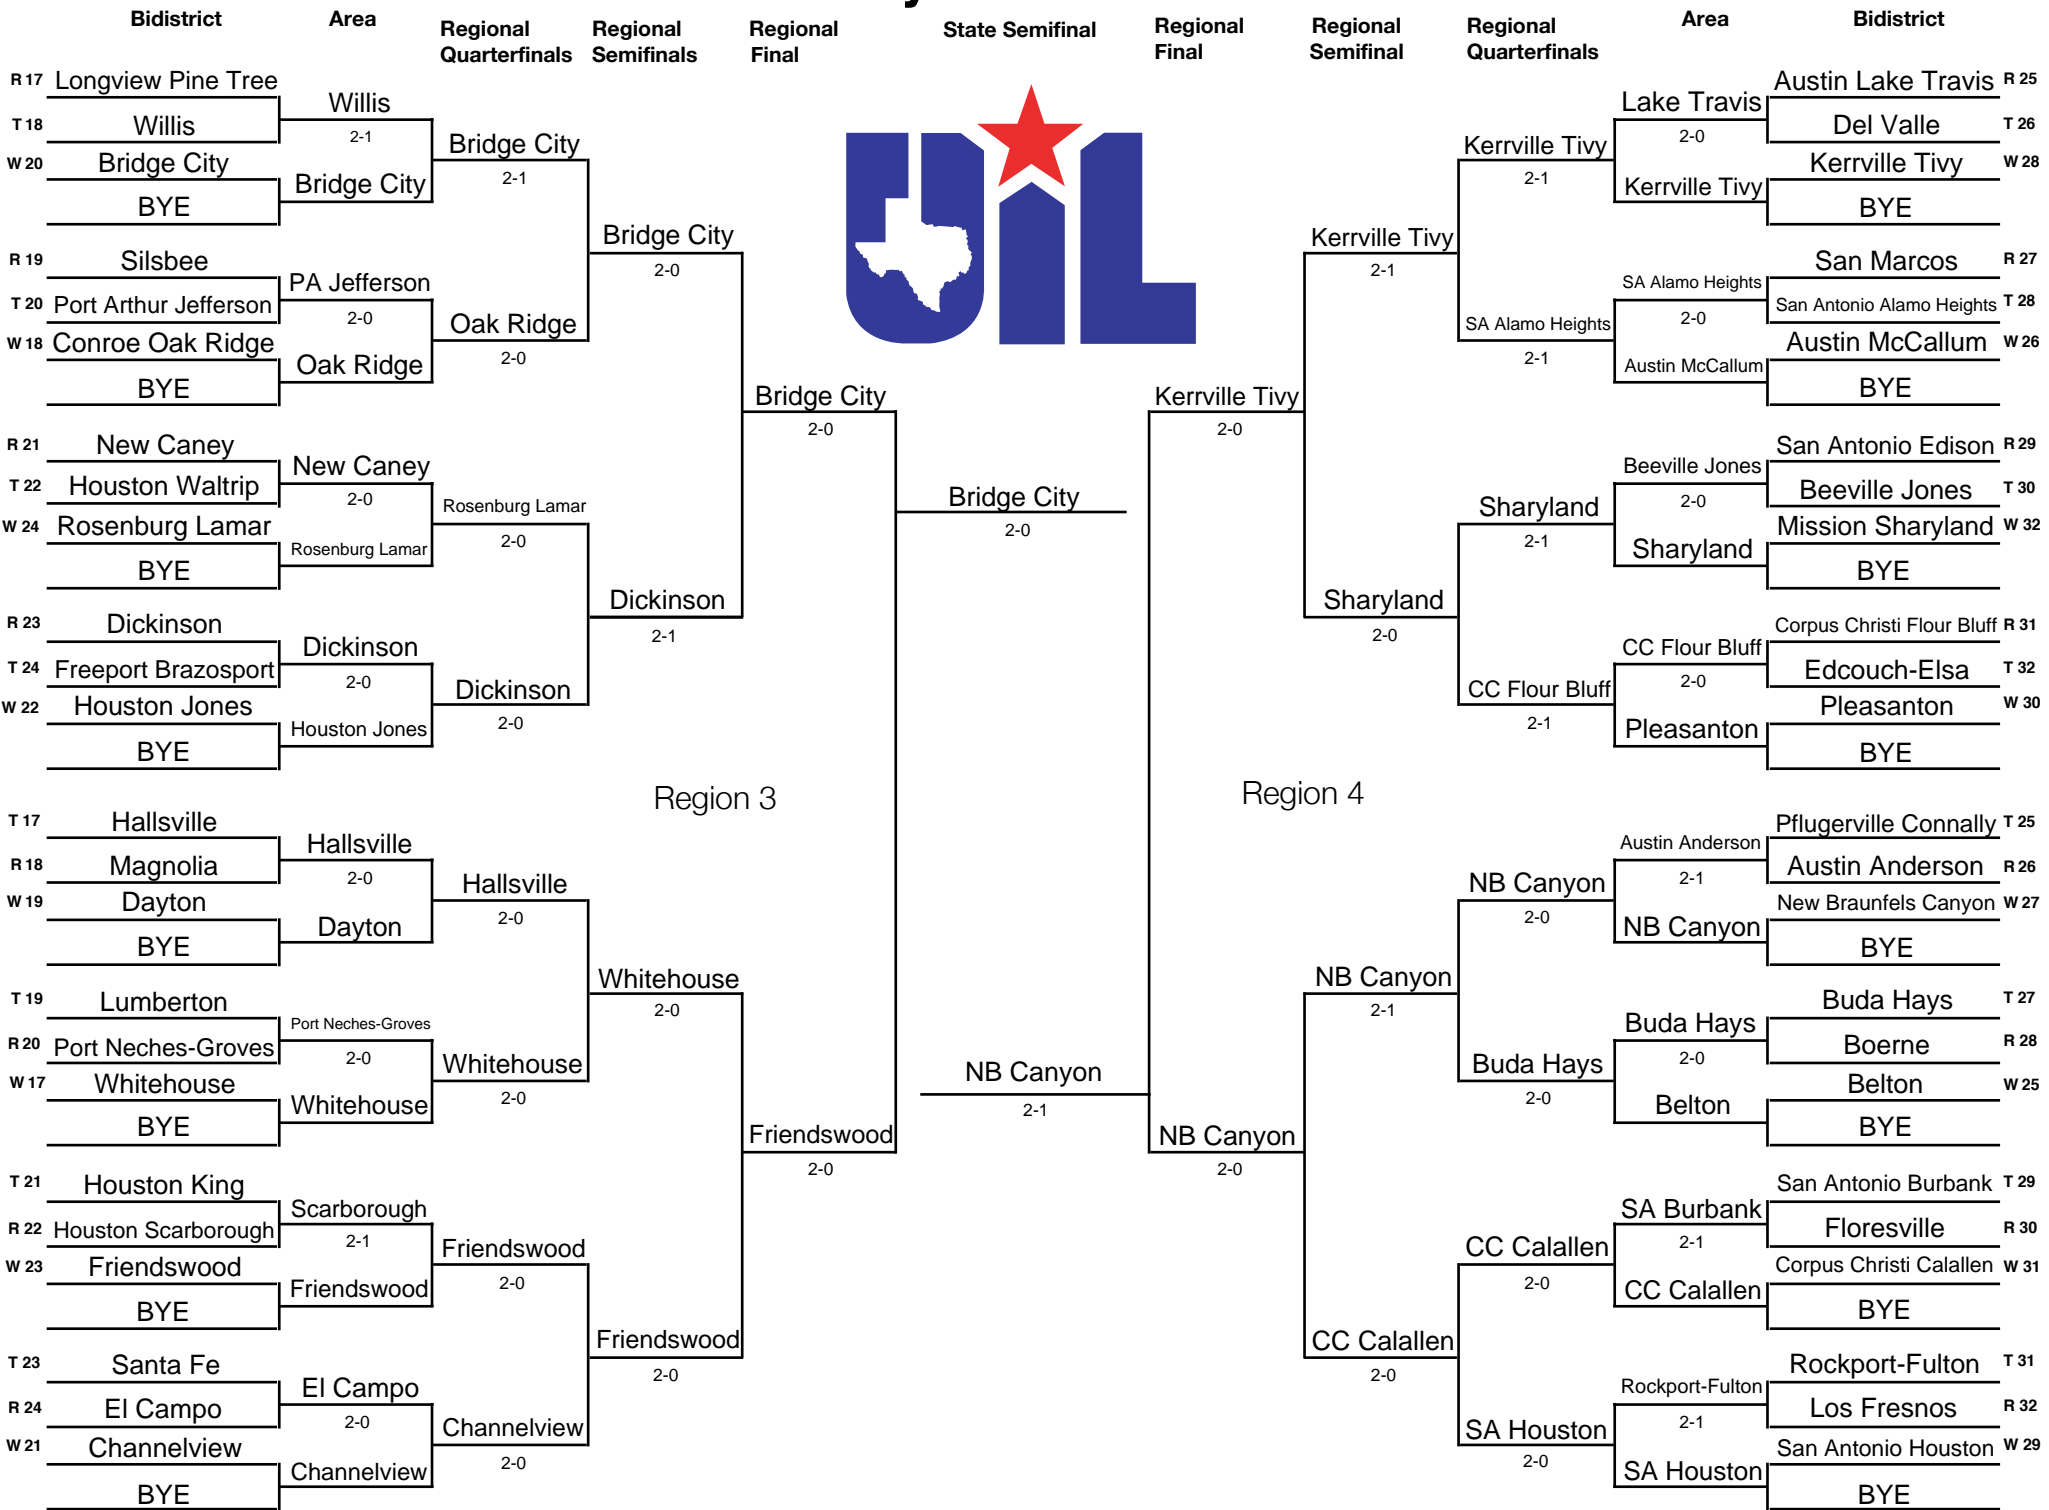 Bidistrict
Area
Regional
Quarterfinals
Regional
Semifinals
Regional
Final
State Semifinal
Regional
Final
Regional
Semifinal
Regional
Quarterfinals
Area
Bidistrict
UIL
R 17 Longview Pine Tree
T 18 Willis
W 20 Bridge City
BYE
R 19 Silsbee
T 20 Port Arthur Jefferson
W 18 Conroe Oak Ridge
BYE
R 21 New Caney
T 22 Houston Waltrip
W 24 Rosenburg Lamar
BYE
R 23 Dickinson
T 24 Freeport Brazosport
W 22 Houston Jones
BYE
T 17 Hallsville
R 18 Magnolia
W 19 Dayton
BYE
T 19 Lumberton
R 20 Port Neches-Groves
W 17 Whitehouse
BYE
T 21 Houston King
R 22 Houston Scarborough
W 23 Friendswood
BYE
T 23 Santa Fe
R 24 El Campo
W 21 Channelview
BYE
Willis
2-1
Bridge City
PA Jefferson
2-0
Oak Ridge
New Caney
2-0
Rosenburg Lamar
Dickinson
2-0
Houston Jones
Hallsville
2-0
Dayton
Port Neches-Groves
2-0
Whitehouse
Scarborough
2-1
Friendswood
El Campo
2-0
Channelview
Bridge City
2-1
Oak Ridge
2-0
Rosenburg Lamar
2-0
Dickinson
2-0
Hallsville
2-0
Whitehouse
2-0
Friendswood
2-0
Channelview
2-0
Bridge City
2-0
Dickinson
2-1
Whitehouse
2-0
Friendswood
2-0
Region 3
Bridge City
2-0
Friendswood
2-0
Bridge City
2-0
NB Canyon
2-1
Kerrville Tivy
2-0
NB Canyon
2-0
Region 4
Kerrville Tivy
2-1
Sharyland
2-0
NB Canyon
2-1
CC Calallen
2-0
Kerrville Tivy
2-1
SA Alamo Heights
2-1
Sharyland
2-1
CC Flour Bluff
2-1
NB Canyon
2-0
Buda Hays
2-0
CC Calallen
2-0
SA Houston
2-0
Lake Travis
2-0
Kerrville Tivy
SA Alamo Heights
2-0
Austin McCallum
Beeville Jones
2-0
Sharyland
CC Flour Bluff
2-0
Pleasanton
Austin Anderson
2-1
NB Canyon
Buda Hays
2-0
Belton
SA Burbank
2-1
CC Calallen
Rockport-Fulton
2-1
SA Houston
Austin Lake Travis R 25
Del Valle T 26
Kerrville Tivy W 28
BYE
San Marcos R 27
San Antonio Alamo Heights T 28
Austin McCallum W 26
BYE
San Antonio Edison R 29
Beeville Jones T 30
Mission Sharyland W 32
BYE
Corpus Christi Flour Bluff R 31
Edcouch-Elsa T 32
Pleasanton W 30
BYE
Pflugerville Connally T 25
Austin Anderson R 26
New Braunfels Canyon W 27
BYE
Buda Hays T 27
Boerne R 28
Belton W 25
BYE
San Antonio Burbank T 29
Floresville R 30
Corpus Christi Calallen W 31
BYE
Rockport-Fulton T 31
Los Fresnos R 32
San Antonio Houston W 29
BYE